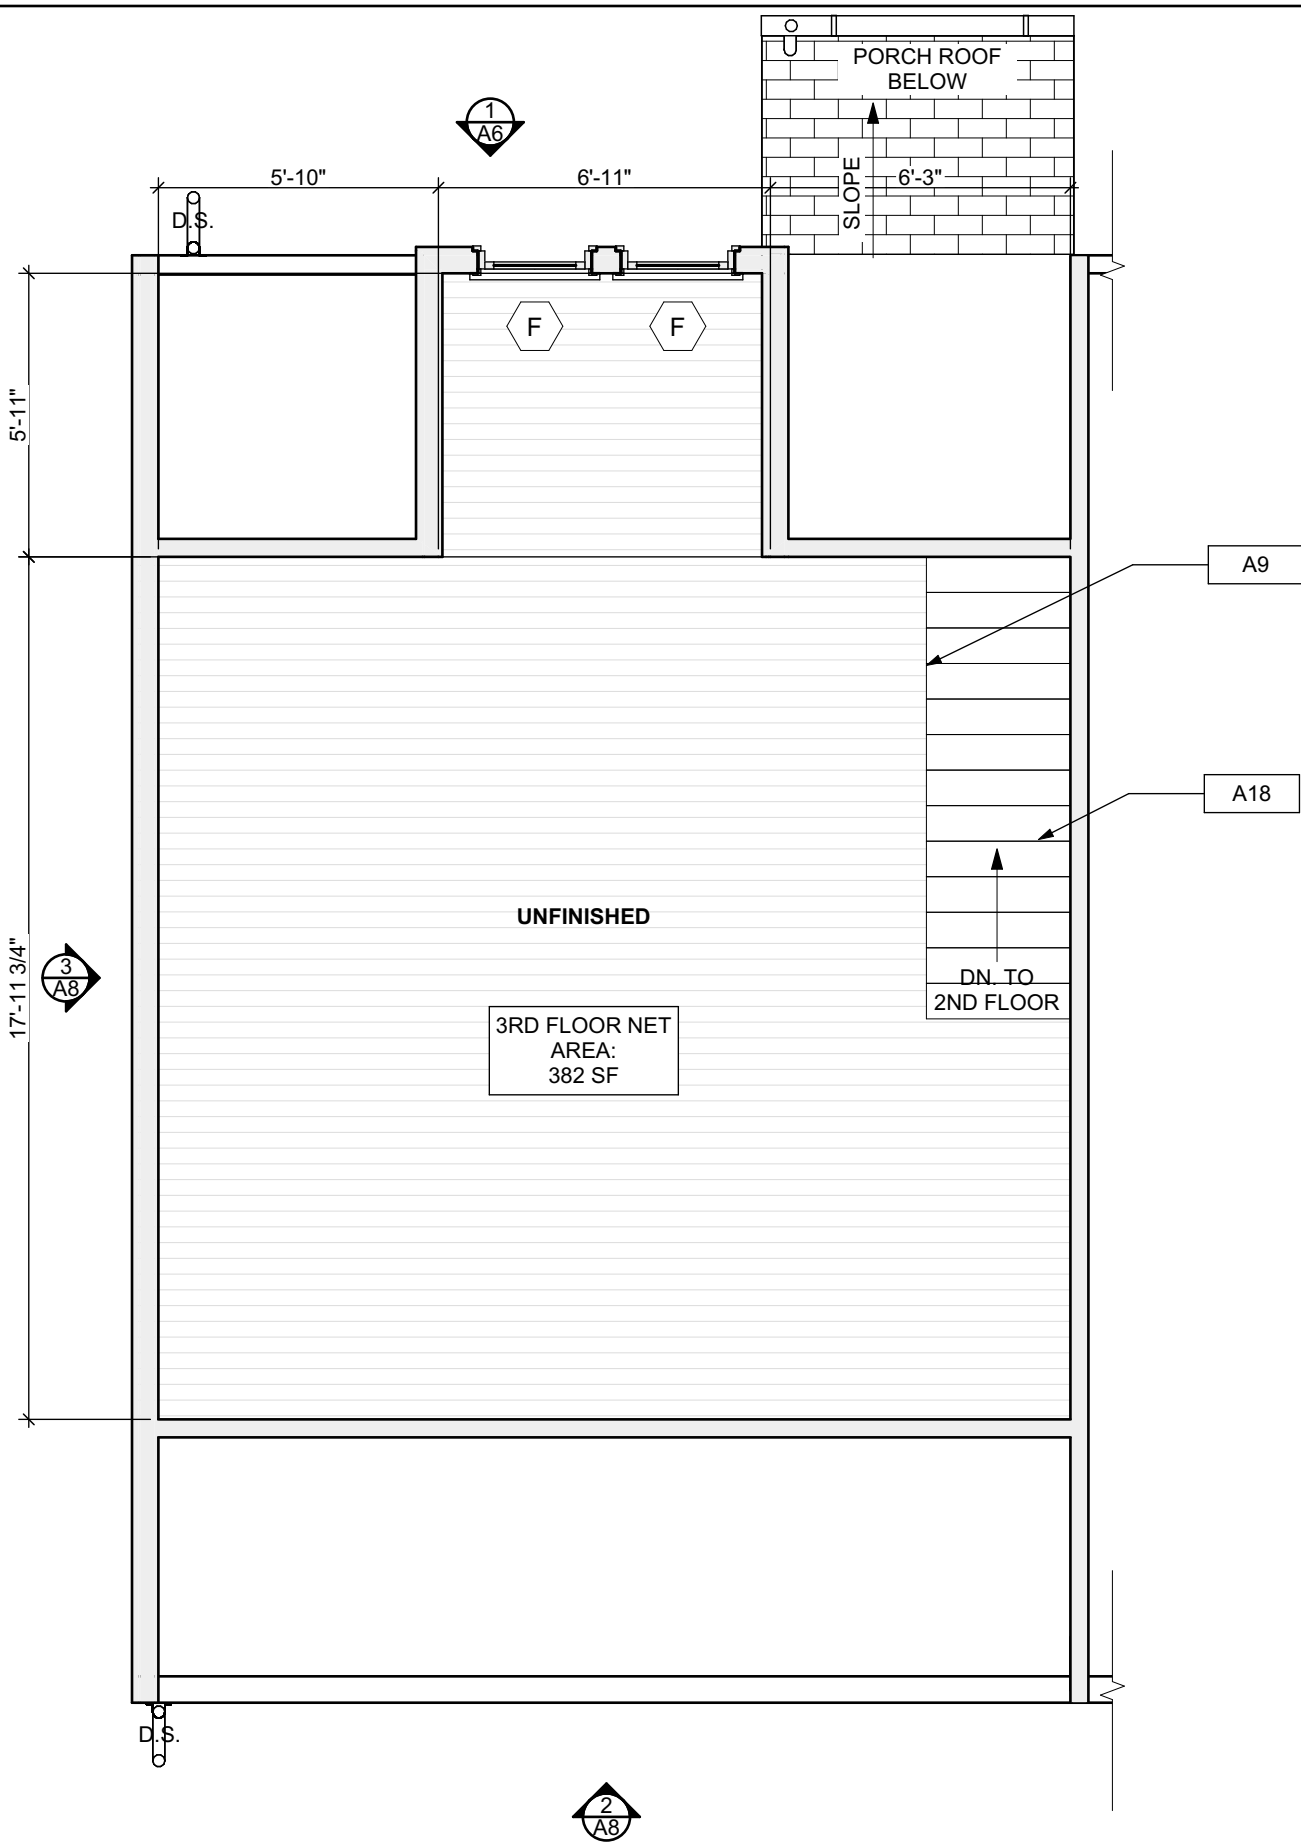 PORCH ROOF
BELOW
1
A6
5'-10"
6'-11"
6'-3"
SLOPE
D.S.
F
F
5'-11"
A9
A18
UNFINISHED
17'-11 3/4"
3
A8
DN. TO
2ND FLOOR
3RD FLOOR NET
AREA:
382 SF
D.S.
2
A8